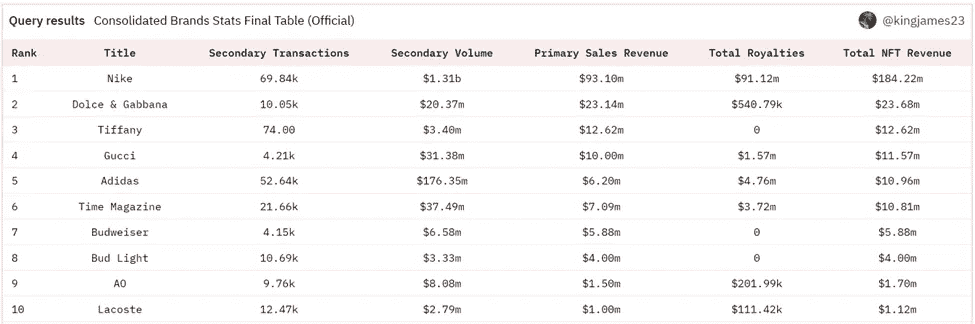 Query results Consolidated Brands Stats Final Table (Official) @kingjames23
Rank Title Secondary Transactions Secondary Volume Primary Sales Revenue Total Royalties Total NFT Revenue
1 Nike 69.84k $1.31b $93.10m $91.12m $184.22m
2 Dolce & Gabbana 10.05k $20.37m $23.14m $540.79k $23.68m
3 Tiffany 74.00 $3.40m $12.62m 0 $12.62m
4 Gucci 4.21k $31.38m $10.00m $1.57m $11.57m
5 Adidas 52.64k $176.35m $6.20m $4.76m $10.96m
6 Time Magazine 21.66k $37.49m $7.09m $3.72m $10.81m
7 Budweiser 4.15k $6.58m $5.88m 0 $5.88m
8 Bud Light 10.69k $3.33m $4.00m 0 $4.00m
9 AO 9.76k $8.08m $1.50m $201.99k $1.70m
10 Lacoste 12.47k $2.79m $1.00m $111.42k $1.12m